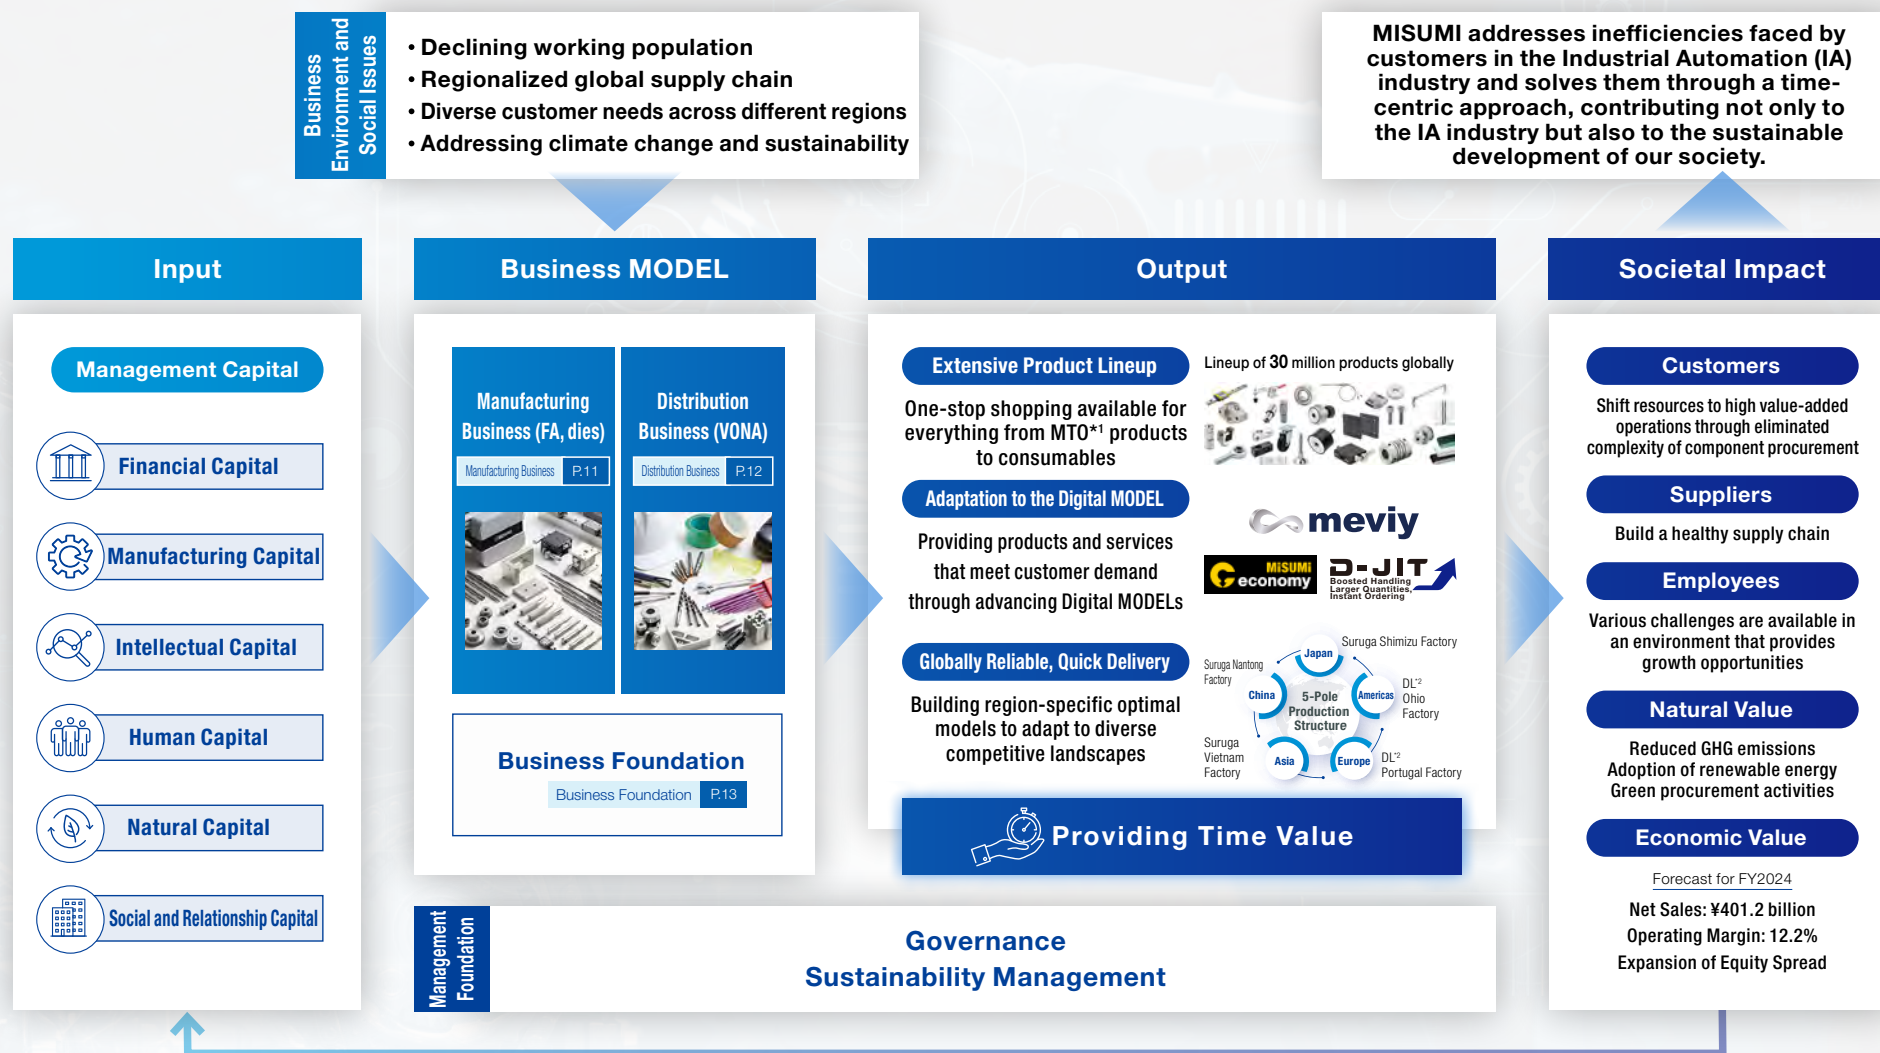 Business
Environment and
Social Issues
• Declining working population
• Regionalized global supply chain
• Diverse customer needs across different regions
• Addressing climate change and sustainability
MISUMI addresses inefficiencies faced by
customers in the Industrial Automation (IA)
industry and solves them through a time-
centric approach, contributing not only to
the IA industry but also to the sustainable
development of our society.
Input
Management Capital
Financial Capital
Manufacturing Capital
Intellectual Capital
Human Capital
Natural Capital
Social and Relationship Capital
Business MODEL
Manufacturing
Business (FA, dies)
Manufacturing Business P.11
Distribution
Business (VONA)
Distribution Business P.12
Business Foundation
Business Foundation P.13
Output
Extensive Product Lineup
One-stop shopping available for
everything from MTO*1 products
to consumables
Lineup of 30 million products globally
Adaptation to the Digital MODEL
Providing products and services
that meet customer demand
through advancing Digital MODELs
meviy
MiSUMi
economy
D-JIT
Boosted Handling
Larger Quantities,
Instant Ordering
Globally Reliable, Quick Delivery
Building region-specific optimal
models to adapt to diverse
competitive landscapes
5-Pole
Production
Structure
Japan
Suruga Shimizu Factory
Americas
DL*2
Ohio
Factory
Europe
DL*2
Portugal Factory
Asia
Suruga
Vietnam
Factory
China
Suruga Nantong
Factory
Providing Time Value
Management
Foundation
Governance
Sustainability Management
Societal Impact
Customers
Shift resources to high value-added
operations through eliminated
complexity of component procurement
Suppliers
Build a healthy supply chain
Employees
Various challenges are available in
an environment that provides
growth opportunities
Natural Value
Reduced GHG emissions
Adoption of renewable energy
Green procurement activities
Economic Value
Forecast for FY2024
Net Sales: ¥401.2 billion
Operating Margin: 12.2%
Expansion of Equity Spread